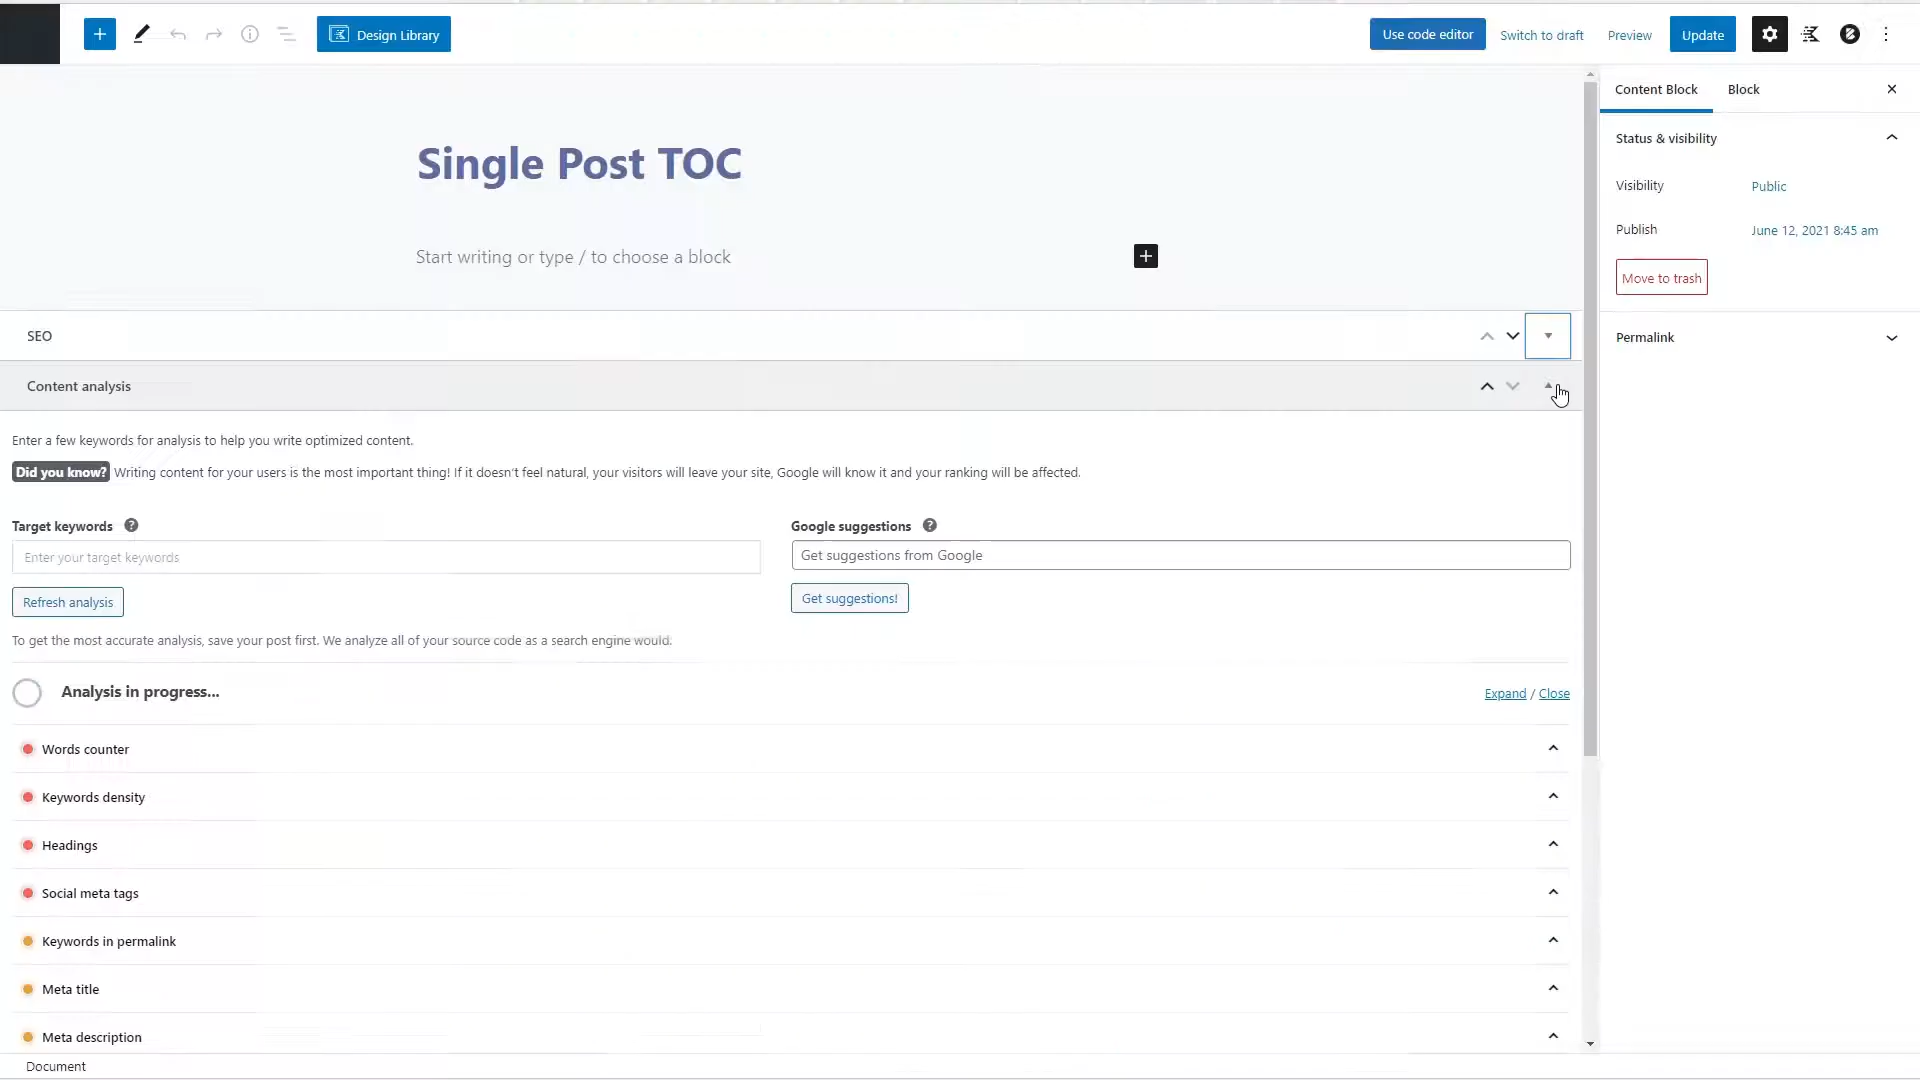 Design Library
Use code editor
Switch to draft
Preview
Update
Content Block
Block
Status & visibility
Single Post TOC
Visibility
Public
Publish
June 12, 2021 8:45 am
Start writing or type / to choose a block
Move to trash
SEO
Permalink
Content analysis
Enter a few keywords for analysis to help you write optimized content.
Did you know? Writing content for your users is the most important thing! If it doesn't feel natural, your visitors will leave your site, Google will know it and your ranking will be affected.
Target keywords ?
Google suggestions ?
Enter your target keywords
Get suggestions from Google
Refresh analysis
Get suggestions!
To get the most accurate analysis, save your post first. We analyze all of your source code as a search engine would.
Analysis in progress...
Expand / Close
Words counter
Keywords density
Headings
Social meta tags
Keywords in permalink
Meta title
Meta description
Document